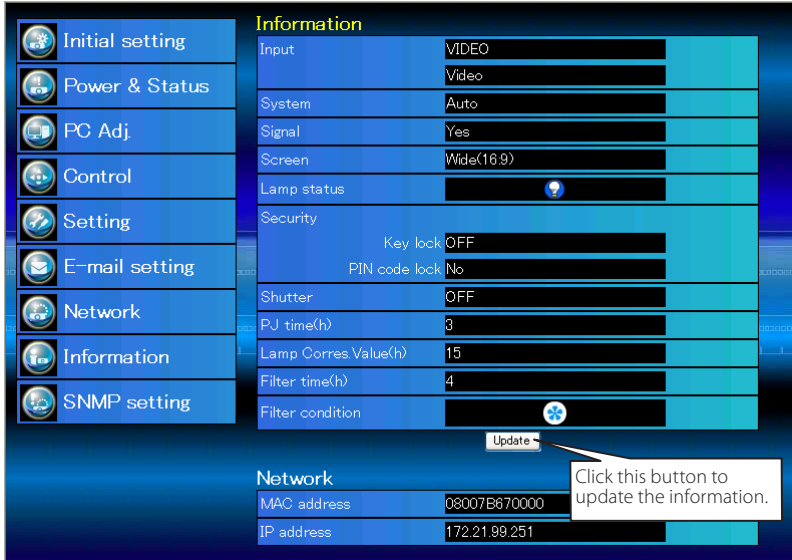 Initial setting
Power & Status
PC Adj.
Control
Setting
E-mail setting
Network
Information
SNMP setting
Information
Input VIDEO
Video
System Auto
Signal Yes
Screen Wide(16:9)
Lamp status
Security
Key lock OFF
PIN code lock No
Shutter OFF
PJ time(h) 3
Lamp Corres.Value(h) 15
Filter time(h) 4
Filter condition
Update
Click this button to
update the information.
Network
MAC address 08007B670000
IP address 172.21.99.251